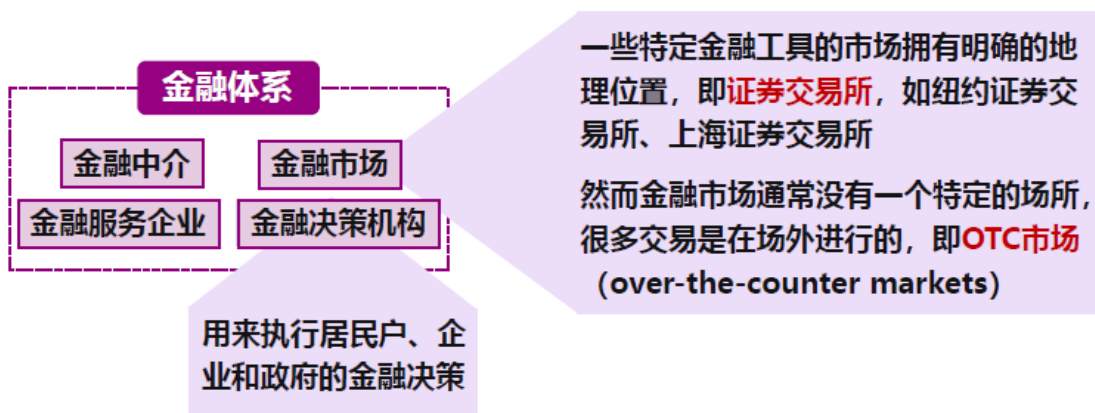 金融体系
金融中介
金融市场
金融服务企业
金融决策机构
用来执行居民户、企
业和政府的金融决策
一些特定金融工具的市场拥有明确的地
理位置，即证券交易所，如纽约证券交
易所、上海证券交易所
然而金融市场通常没有一个特定的场所，
很多交易是在场外进行的，即OTC市场
（over-the-counter markets）